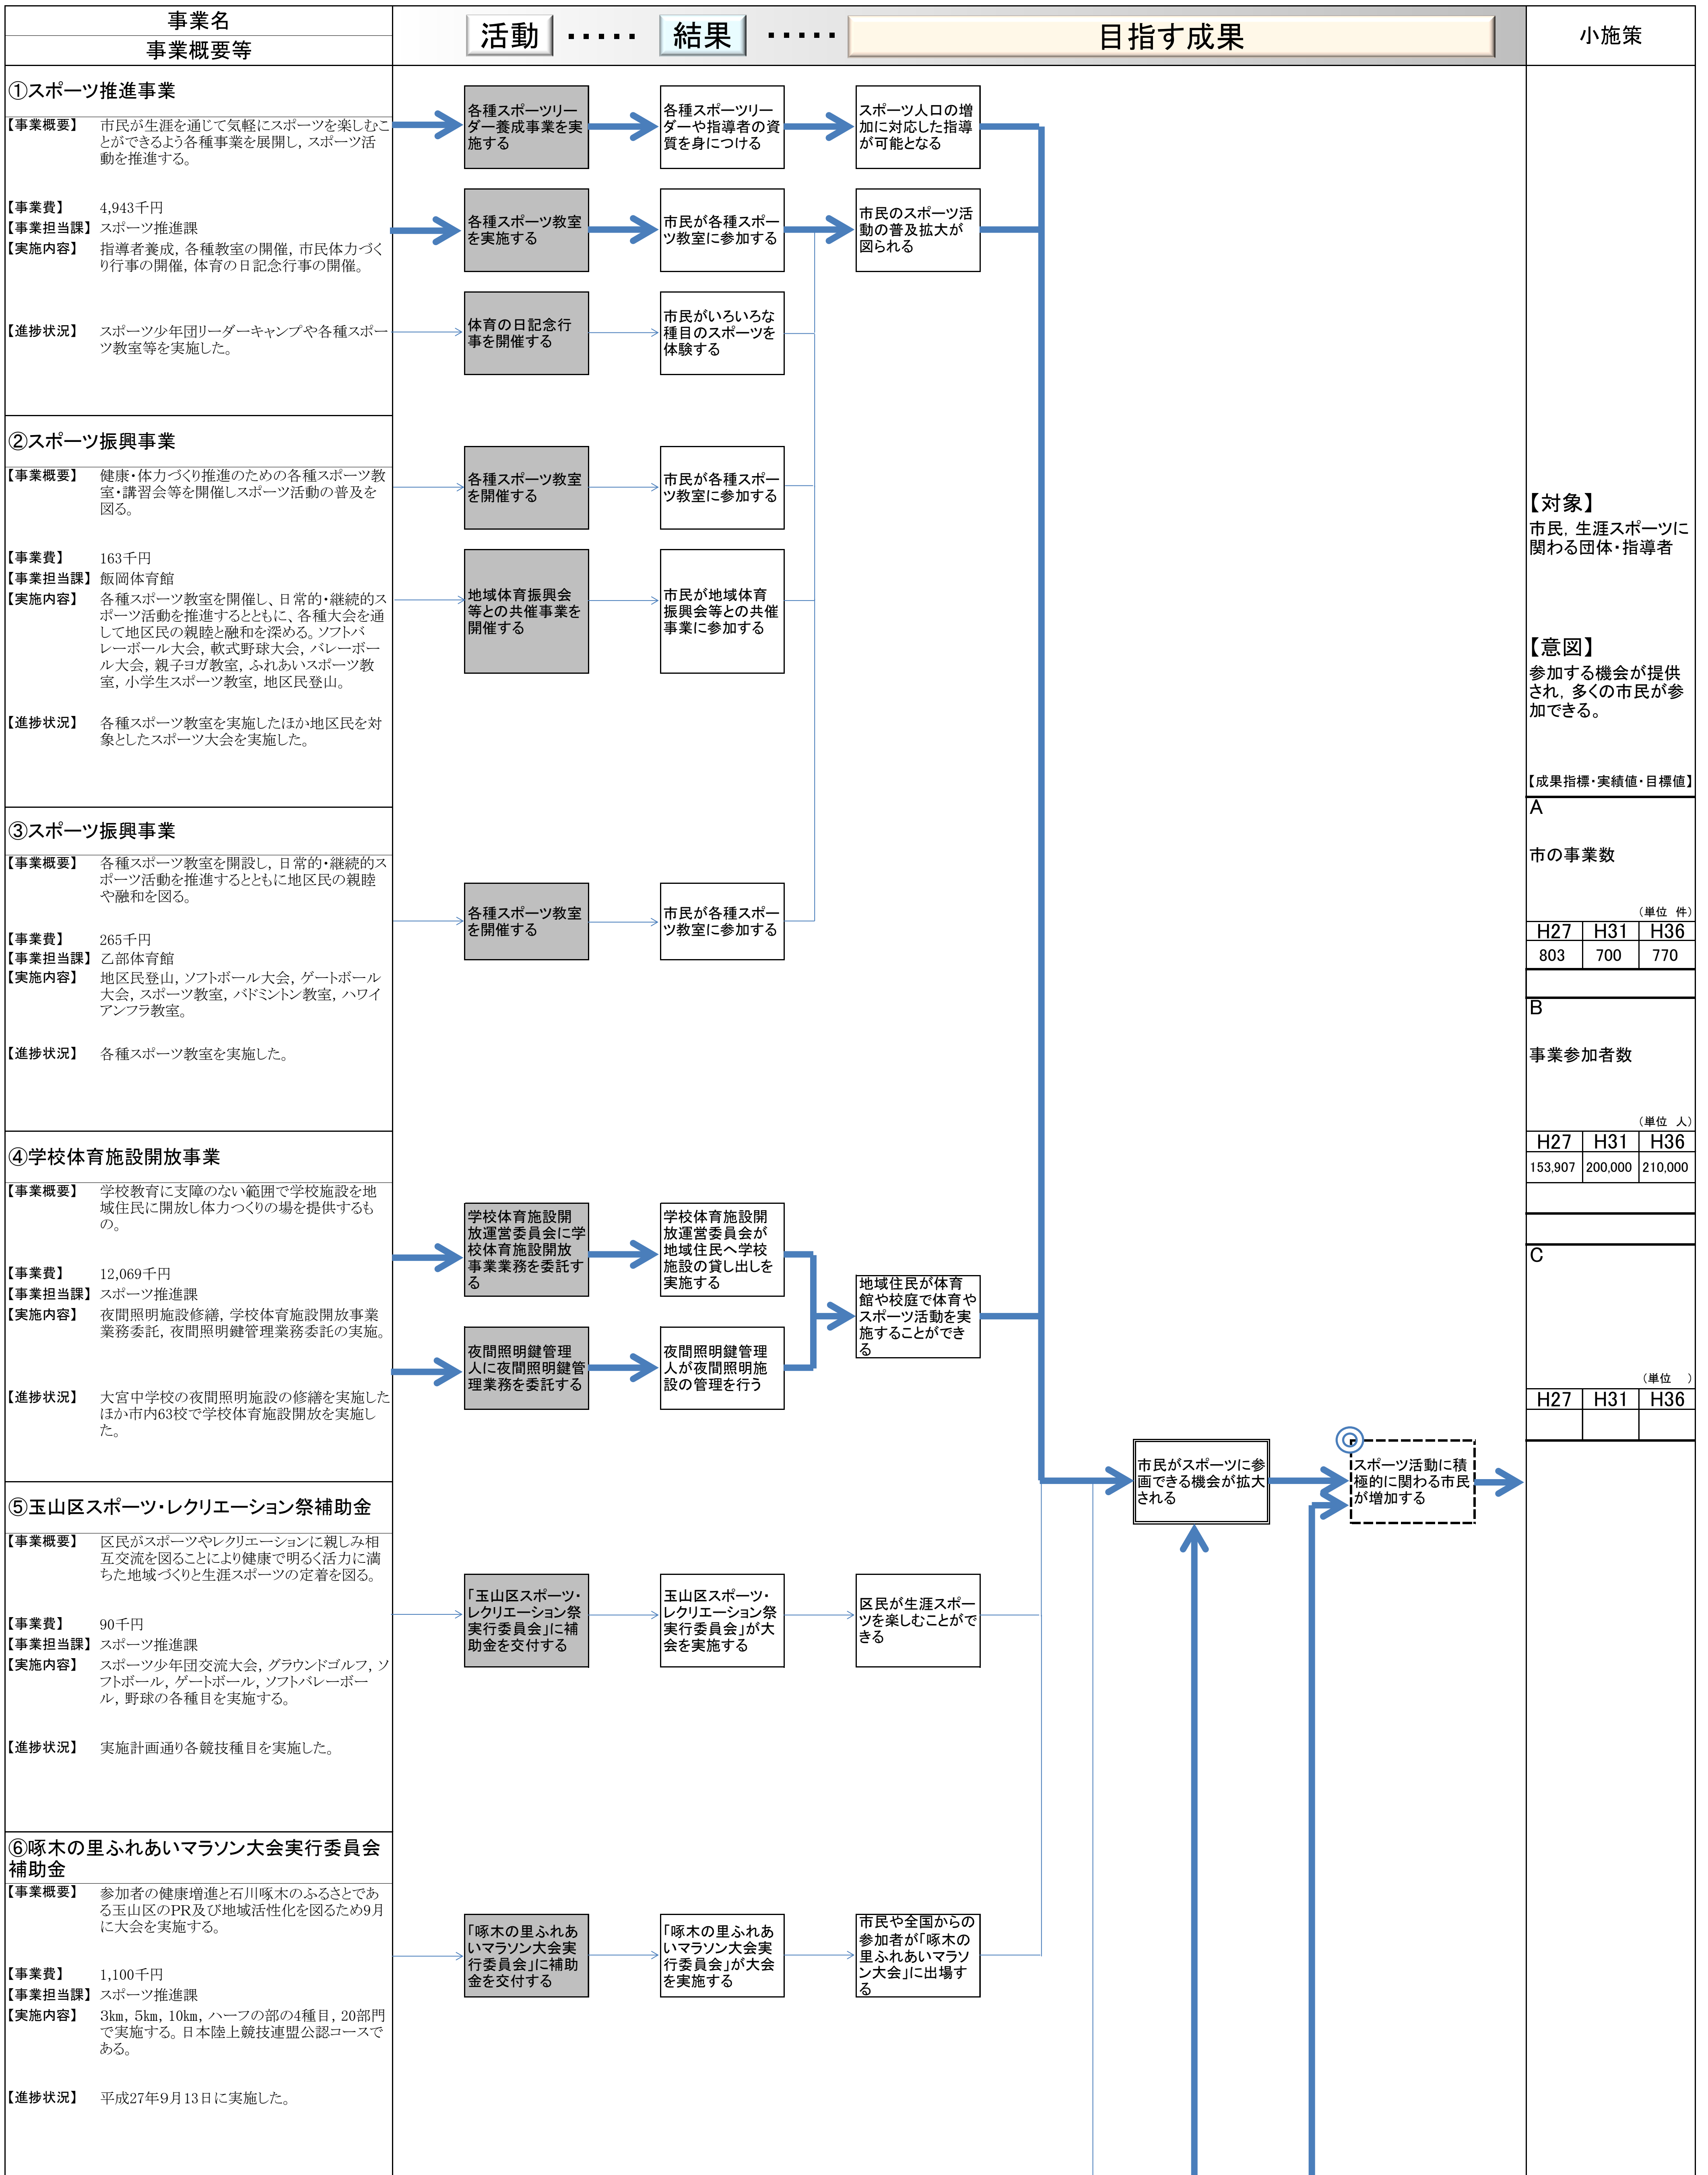 事業名
事業概要等
活動 ・・・・・ 結果 ・・・・・ 目指す成果
小施策
①スポーツ推進事業
【事業概要】 市民が生涯を通じて気軽にスポーツを楽しむこ
とができるよう各種事業を展開し，スポーツ活
動を推進する。
【事業費】 4,943千円
【事業担当課】 スポーツ推進課
【実施内容】 指導者養成，各種教室の開催，市民体力づく
り行事の開催，体育の日記念行事の開催。
【進捗状況】 スポーツ少年団リーダーキャンプや各種スポー
ツ教室等を実施した。
各種スポーツリー
ダー養成事業を実
施する
各種スポーツリー
ダーや指導者の資
質を身につける
スポーツ人口の増
加に対応した指導
が可能となる
各種スポーツ教室
を実施する
市民が各種スポー
ツ教室に参加する
市民のスポーツ活
動の普及拡大が
図られる
体育の日記念行
事を開催する
市民がいろいろな
種目のスポーツを
体験する
②スポーツ振興事業
【事業概要】 健康・体力づくり推進のための各種スポーツ教
室・講習会等を開催しスポーツ活動の普及を
図る。
【事業費】 163千円
【事業担当課】 飯岡体育館
【実施内容】 各種スポーツ教室を開催し、日常的・継続的ス
ポーツ活動を推進するとともに、各種大会を通
して地区民の親睦と融和を深める。ソフトバ
レーボール大会，軟式野球大会，バレーボー
ル大会，親子ヨガ教室，ふれあいスポーツ教
室，小学生スポーツ教室，地区民登山。
【進捗状況】 各種スポーツ教室を実施したほか地区民を対
象としたスポーツ大会を実施した。
各種スポーツ教室
を開催する
市民が各種スポー
ツ教室に参加する
地域体育振興会
等との共催事業を
開催する
市民が地域体育
振興会等との共催
事業に参加する
③スポーツ振興事業
【事業概要】 各種スポーツ教室を開設し，日常的・継続的ス
ポーツ活動を推進するとともに地区民の親睦
や融和を図る。
【事業費】 265千円
【事業担当課】 乙部体育館
【実施内容】 地区民登山，ソフトボール大会，ゲートボール
大会，スポーツ教室，バドミントン教室，ハワイ
アンフラ教室。
【進捗状況】 各種スポーツ教室を実施した。
各種スポーツ教室
を開催する
市民が各種スポー
ツ教室に参加する
④学校体育施設開放事業
【事業概要】 学校教育に支障のない範囲で学校施設を地
域住民に開放し体力つくりの場を提供するも
の。
【事業費】 12,069千円
【事業担当課】 スポーツ推進課
【実施内容】 夜間照明施設修繕，学校体育施設開放事業
業務委託，夜間照明鍵管理業務委託の実施。
【進捗状況】 大宮中学校の夜間照明施設の修繕を実施した
ほか市内63校で学校体育施設開放を実施し
た。
学校体育施設開
放運営委員会に学
校体育施設開放
事業業務を委託す
る
学校体育施設開
放運営委員会が
地域住民へ学校
施設の貸し出しを
実施する
夜間照明鍵管理
人に夜間照明鍵管
理業務を委託する
夜間照明鍵管理
人が夜間照明施
設の管理を行う
地域住民が体育
館や校庭で体育や
スポーツ活動を実
施することができ
る
市民がスポーツに参
画できる機会が拡大
される
◎
スポーツ活動に積
極的に関わる市民
が増加する
⑤玉山区スポーツ・レクリエーション祭補助金
【事業概要】 区民がスポーツやレクリエーションに親しみ相
互交流を図ることにより健康で明るく活力に満
ちた地域づくりと生涯スポーツの定着を図る。
【事業費】 90千円
【事業担当課】 スポーツ推進課
【実施内容】 スポーツ少年団交流大会，グラウンドゴルフ，ソ
フトボール，ゲートボール，ソフトバレーボー
ル，野球の各種目を実施する。
【進捗状況】 実施計画通り各競技種目を実施した。
「玉山区スポーツ・
レクリエーション祭
実行委員会」に補
助金を交付する
玉山区スポーツ・
レクリエーション祭
実行委員会」が大
会を実施する
区民が生涯スポー
ツを楽しむことがで
きる
⑥啄木の里ふれあいマラソン大会実行委員会
補助金
【事業概要】 参加者の健康増進と石川啄木のふるさとであ
る玉山区のPR及び地域活性化を図るため9月
に大会を実施する。
【事業費】 1,100千円
【事業担当課】 スポーツ推進課
【実施内容】 3㎞，5㎞，10㎞，ハーフの部の4種目，20部門
で実施する。日本陸上競技連盟公認コースで
ある。
【進捗状況】 平成27年9月13日に実施した。
「啄木の里ふれあ
いマラソン大会実
行委員会」に補助
金を交付する
「啄木の里ふれあ
いマラソン大会実
行委員会」が大会
を実施する
市民や全国からの
参加者が「啄木の
里ふれあいマラソ
ン大会」に出場す
る
【対象】
市民，生涯スポーツに
関わる団体・指導者
【意図】
参加する機会が提供
され，多くの市民が参
加できる。
【成果指標・実績値・目標値】
A
市の事業数
（単位 件）
H27 H31 H36
803 700 770
B
事業参加者数
（単位 人）
H27 H31 H36
153,907 200,000 210,000
C
（単位 ）
H27 H31 H36